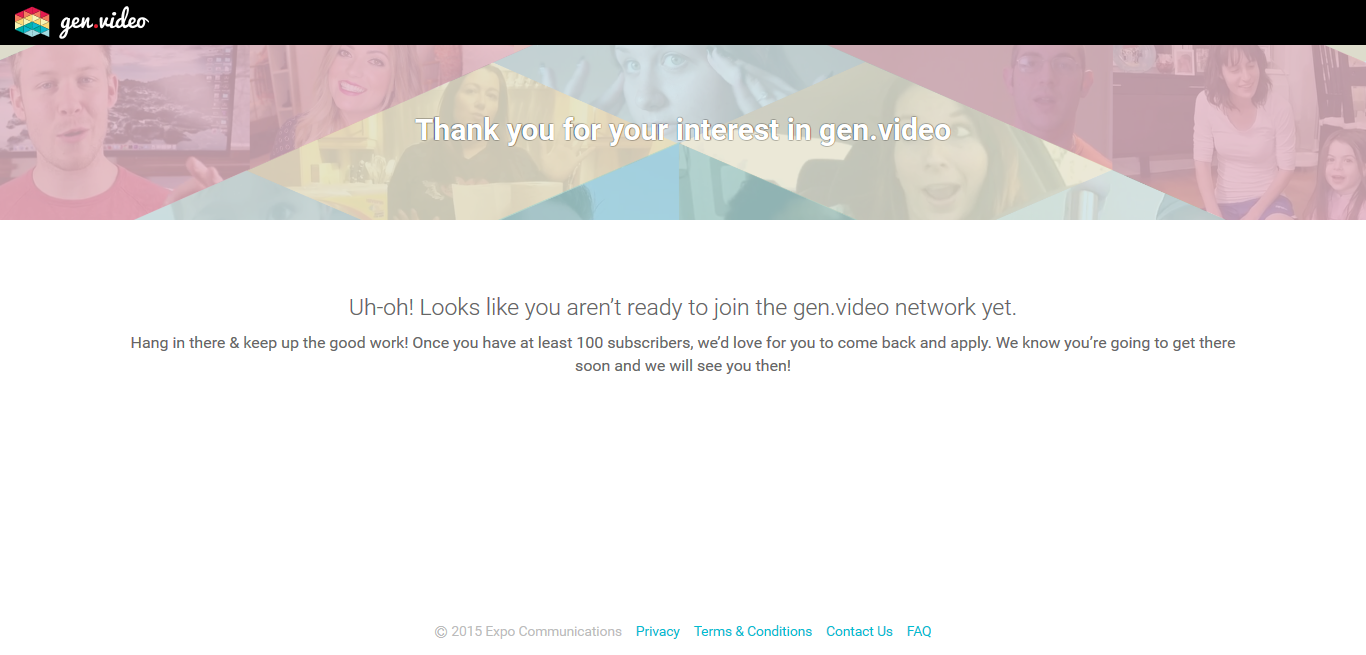 gen.video
Thank you for your interest in gen.video
Uh-oh! Looks like you aren’t ready to join the gen.video network yet.
Hang in there & keep up the good work! Once you have at least 100 subscribers, we’d love for you to come back and apply. We know you’re going to get there
soon and we will see you then!
© 2015 Expo Communications Privacy Terms & Conditions Contact Us FAQ